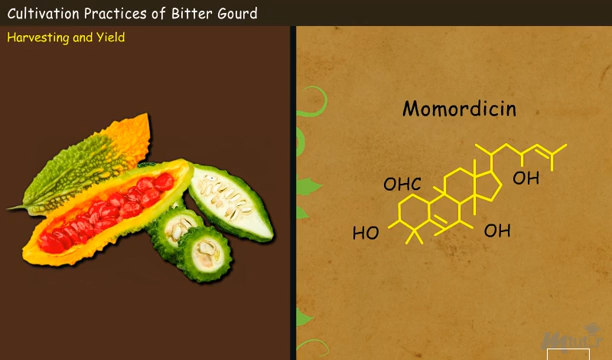 Cultivation Practices of Bitter Gourd
Harvesting and Yield
Momordicin
OHC
OH
HO
OH